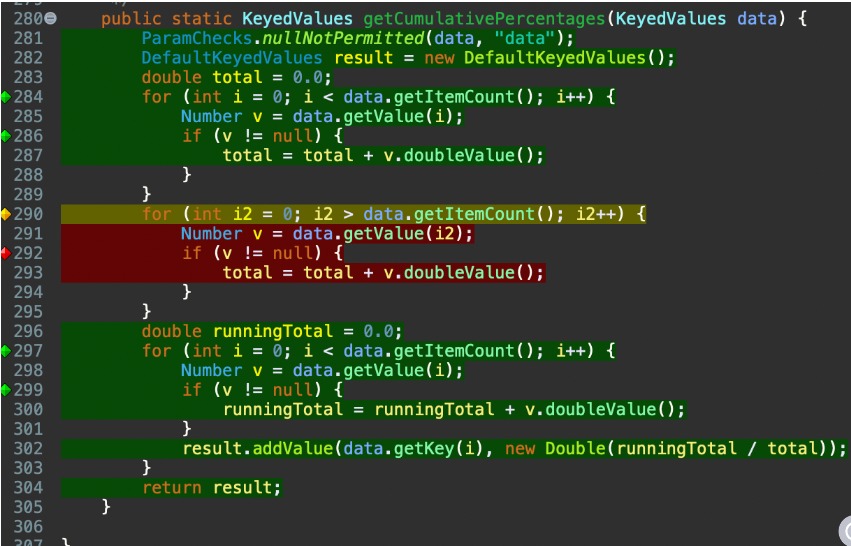 280 public static KeyedValues getCumulativePercentages(KeyedValues data) {
281 ParamChecks.nullNotPermitted(data, "data");
282 DefaultKeyedValues result = new DefaultKeyedValues();
283 double total = 0.0;
284 for (int i = 0; i < data.getItemCount(); i++) {
285 Number v = data.getValue(i);
286 if (v != null) {
287 total = total + v.doubleValue();
288 }
289 }
290 for (int i2 = 0; i2 > data.getItemCount(); i2++) {
291 Number v = data.getValue(i2);
292 if (v != null) {
293 total = total + v.doubleValue();
294 }
295 }
296 double runningTotal = 0.0;
297 for (int i = 0; i < data.getItemCount(); i++) {
298 Number v = data.getValue(i);
299 if (v != null) {
300 runningTotal = runningTotal + v.doubleValue();
301 }
302 result.addValue(data.getKey(i), new Double(runningTotal / total));
303 }
304 return result;
305 }
306
307 }